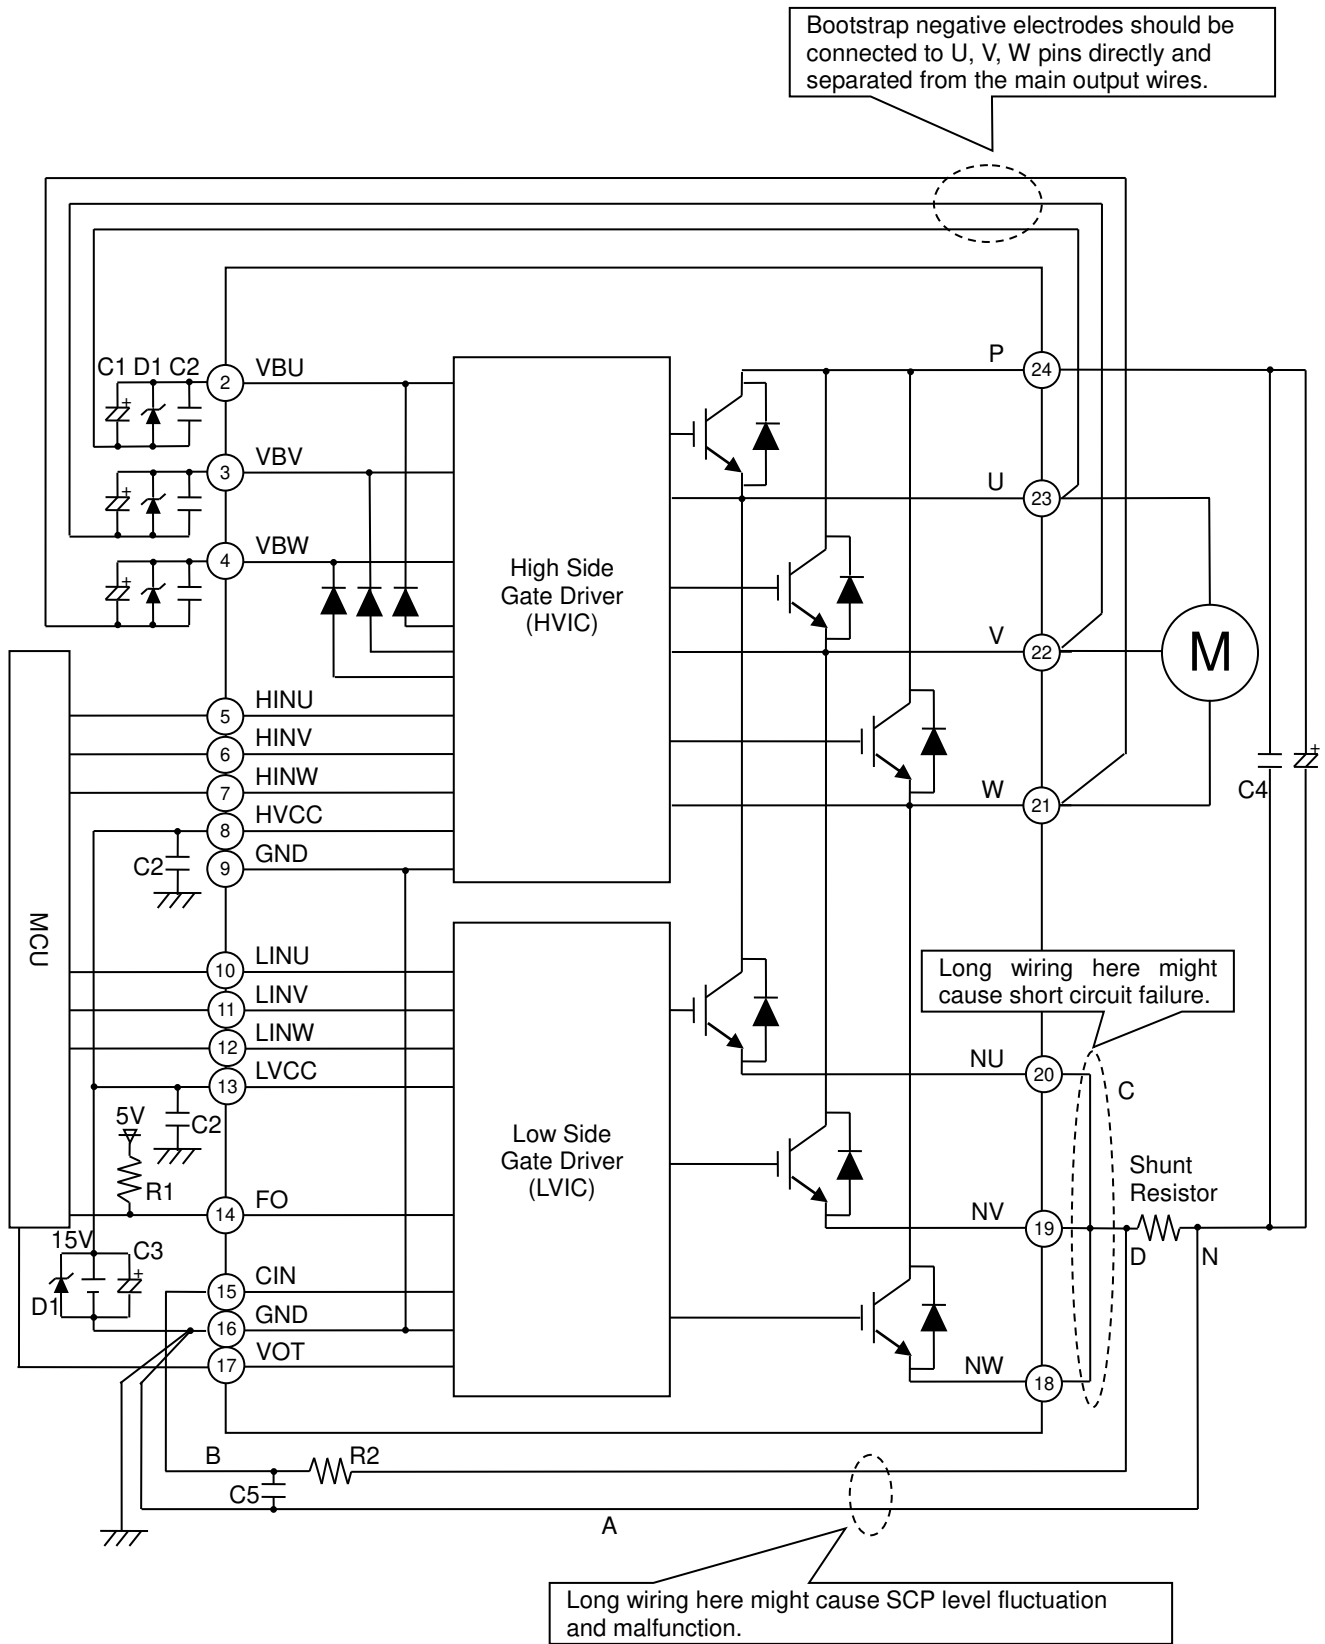 Bootstrap negative electrodes should be
connected to U, V, W pins directly and
separated from the main output wires.
C1 D1 C2
2
VBU
P
24
+
3
VBV
U
23
+
4
VBW
+
High Side
Gate Driver
(HVIC)
V
22
M
5
HINU
6
HINV
7
HINW
W
21
C4
+
8
HVCC
C2
9
GND
MCU
10
LINU
Long wiring here might
cause short circuit failure.
11
LINV
12
LINW
13
LVCC
NU
20
C
5V
C2
Low Side
Gate Driver
(LVIC)
R1
Shunt
Resistor
14
FO
NV
19
D
N
15V
C3
+
D1
15
CIN
16
GND
17
VOT
NW
18
B
R2
C5
A
Long wiring here might cause SCP level fluctuation
and malfunction.